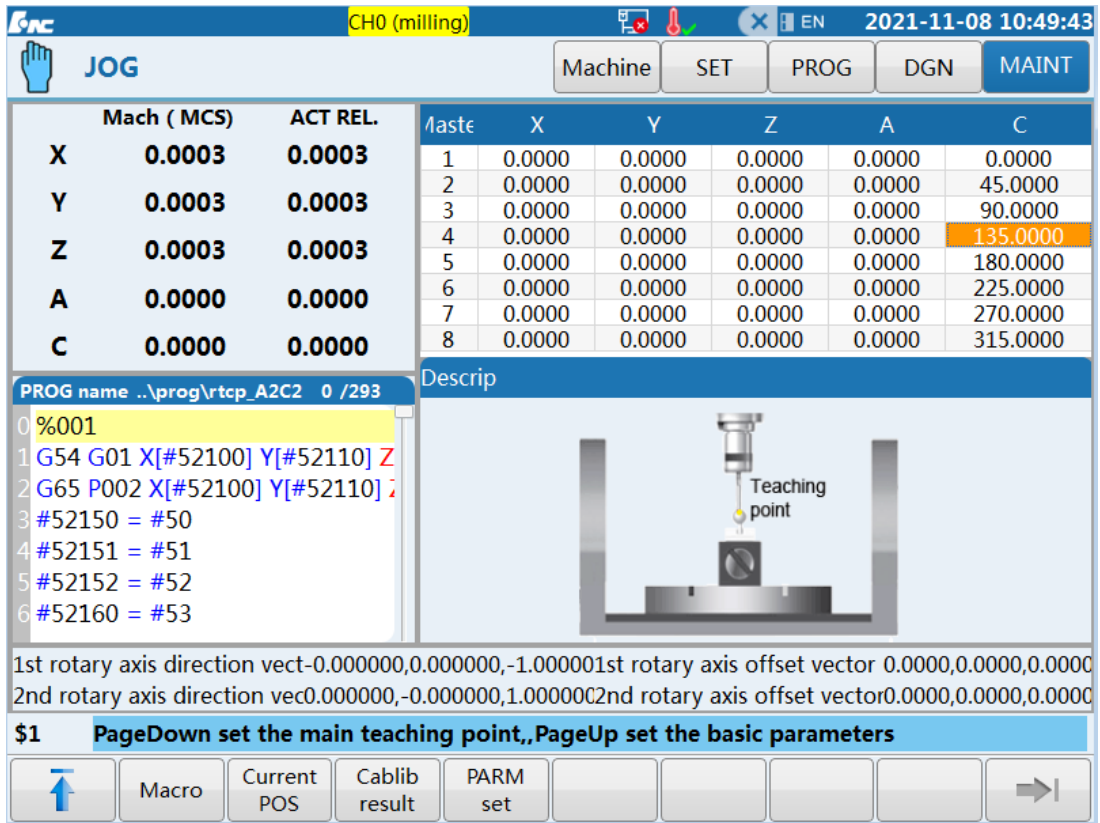 HNC CH0 (milling) EN 2021-11-08 10:49:43
JOG Machine SET PROG DGN MAINT
Mach ( MCS) ACT REL.
X 0.0003 0.0003
Y 0.0003 0.0003
Z 0.0003 0.0003
A 0.0000 0.0000
C 0.0000 0.0000
Maste X Y Z A C
1 0.0000 0.0000 0.0000 0.0000 0.0000
2 0.0000 0.0000 0.0000 0.0000 45.0000
3 0.0000 0.0000 0.0000 0.0000 90.0000
4 0.0000 0.0000 0.0000 0.0000 135.0000
5 0.0000 0.0000 0.0000 0.0000 180.0000
6 0.0000 0.0000 0.0000 0.0000 225.0000
7 0.0000 0.0000 0.0000 0.0000 270.0000
8 0.0000 0.0000 0.0000 0.0000 315.0000
PROG name ..\prog\rtcp_A2C2 0 /293
0 %001
1 G54 G01 X[#52100] Y[#52110] Z
2 G65 P002 X[#52100] Y[#52110] Z
3 #52150 = #50
4 #52151 = #51
5 #52152 = #52
6 #52160 = #53
Descrip
Teaching
point
1st rotary axis direction vect-0.000000,0.000000,-1.000001st rotary axis offset vector 0.0000,0.0000,0.0000
2nd rotary axis direction vec0.000000,-0.000000,1.0000002nd rotary axis offset vector0.0000,0.0000,0.0000
$1 PageDown set the main teaching point,,PageUp set the basic parameters
Macro
Current
POS
Cablib
result
PARM
set